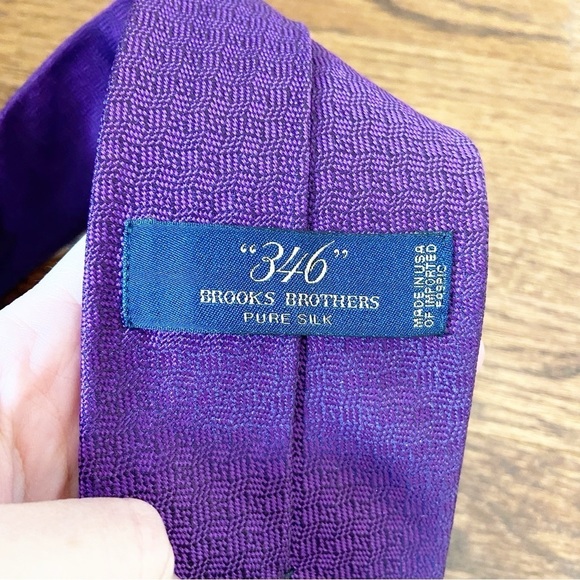 "346"
BROOKS BROTHERS
PURE SILK
MADE IN USA
OF IMPORTED
FABRIC